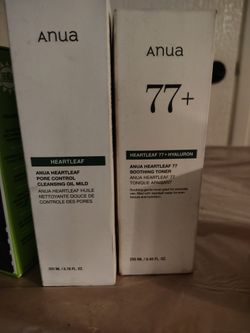 Anua
HEARTLEAF
ANUA HEARTLEAF
PORE CONTROL
CLEANSING OIL MILD
ANUA HEARTLEAF HUILE
NETTOYANTE DOUCE DE
CONTRÔLE DES PORES
200 ML /
FL. OZ.
Anua
77+
HEARTLEAF 77 + HYALURON
ANUA HEARTLEAF 77
SOOTHING TONER
ANUA HEARTLEAF 77
TONIQUE APAISANT
250 ML / 8.45 FL. OZ.